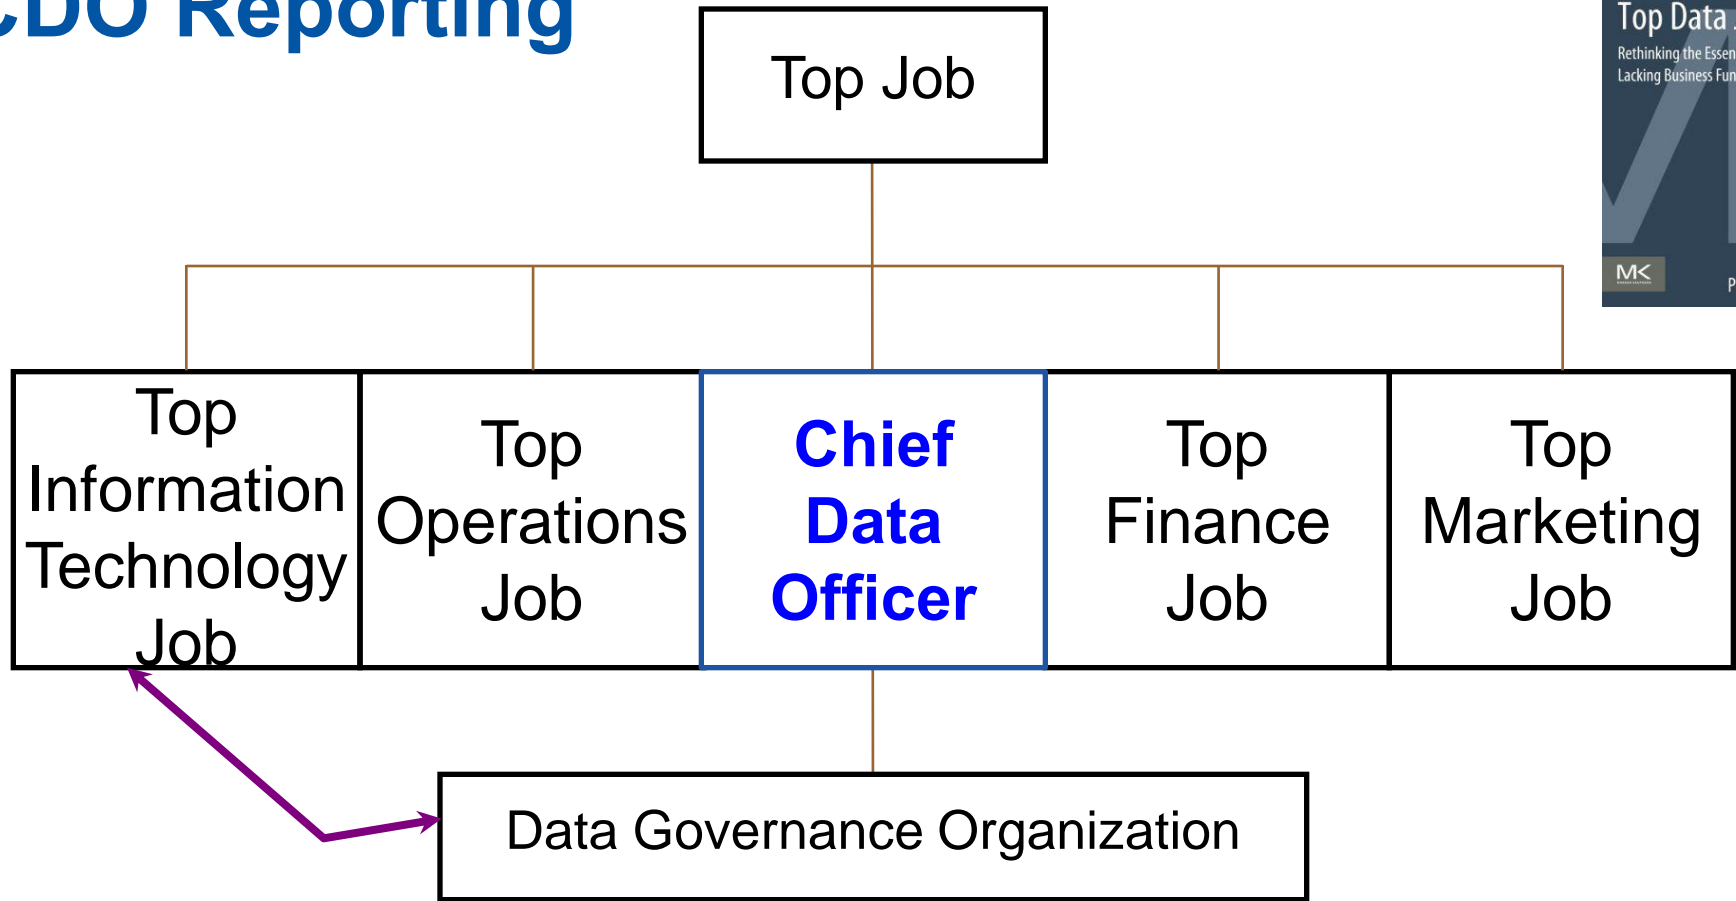 CDO Reporting
Top Data
Rethinking the Essen
Lacking Business Fun
MK
P
Top Job
Top
Information
Technology
Job
Top
Operations
Job
Chief
Data
Officer
Top
Finance
Job
Top
Marketing
Job
Data Governance Organization